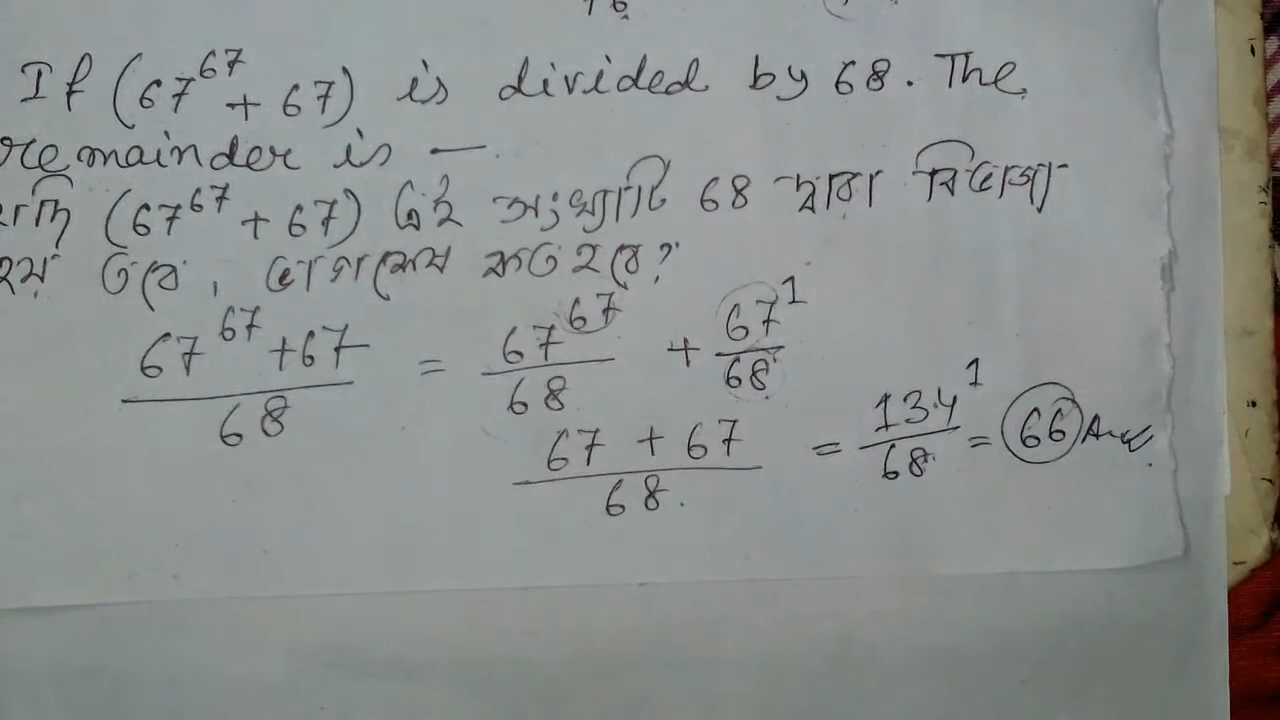 If (67^67 + 67) is divided by 68. The
remainder is —.
যদি (67^67 + 67) এই সংখ্যাটি 68 দ্বারা বিভাজ্য
হয় তবে, ভাগশেষ কত হবে?
(67^67 + 67)/68 = 67^67/68 + 67^1/68
(67 + 67)/68. = 134^1/68 = 66 Ans.